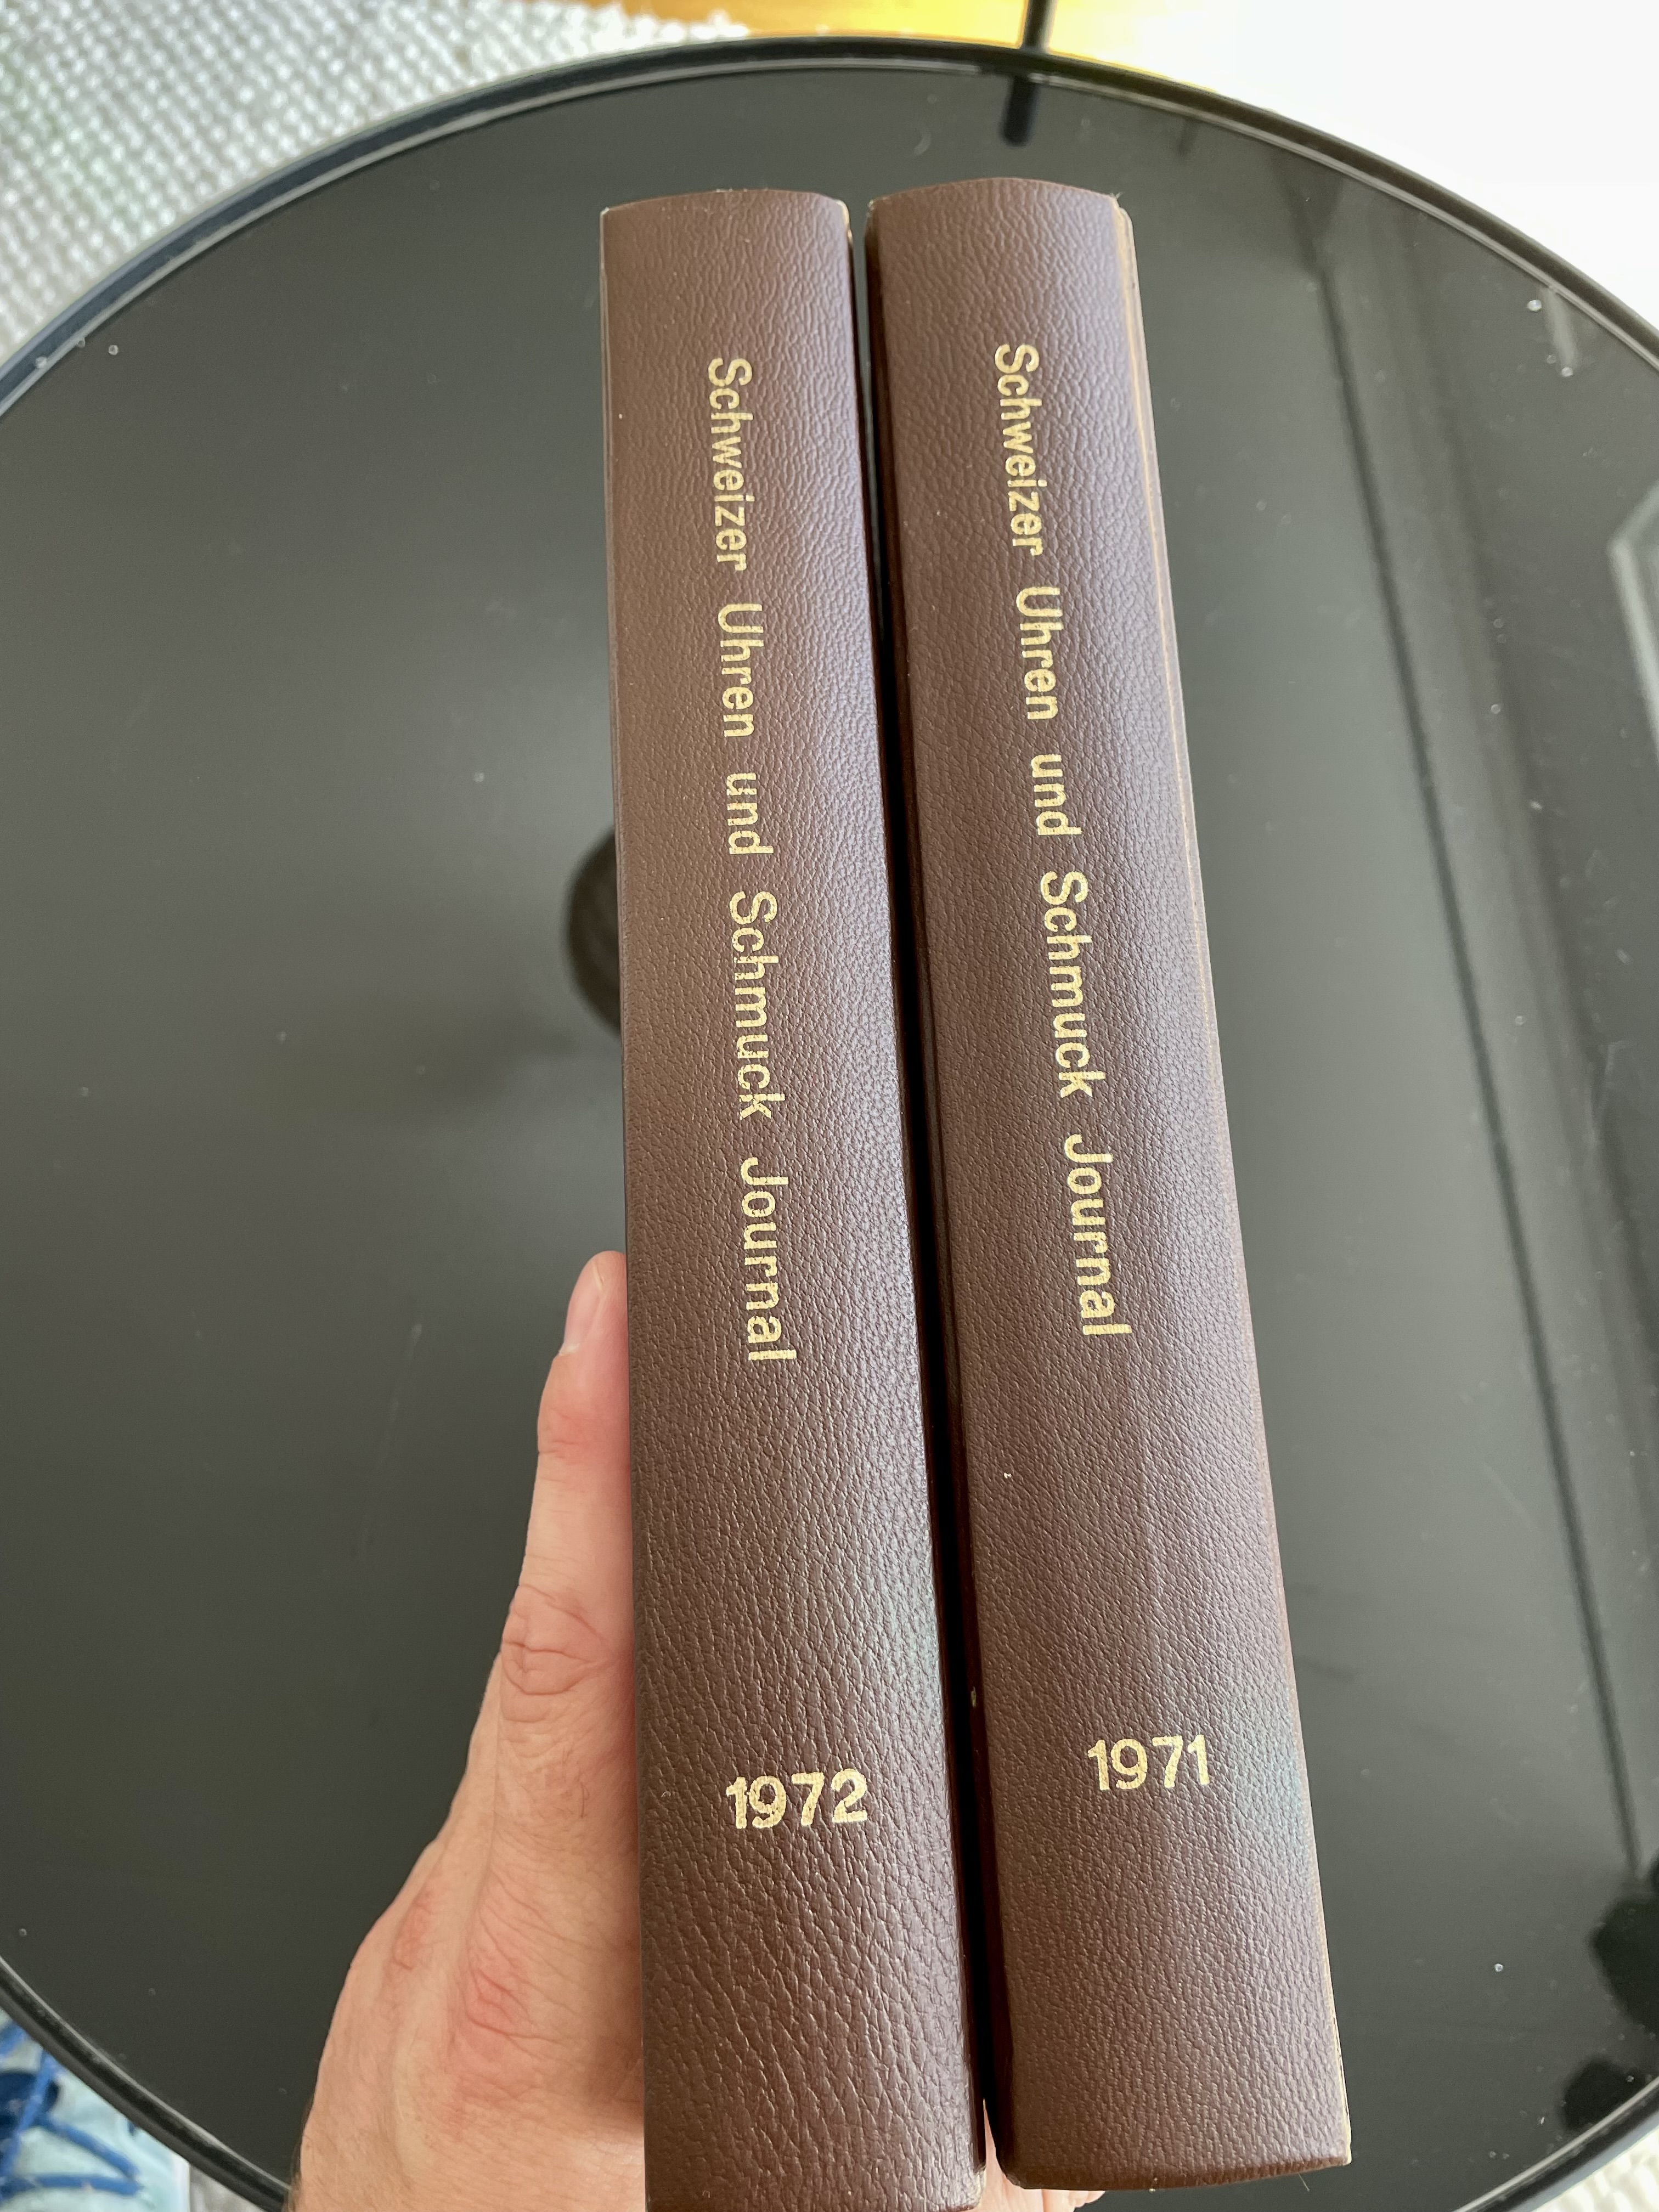 Schweizer Uhren und Schmuck Journal
1972
Schweizer Uhren und Schmuck Journal
1971